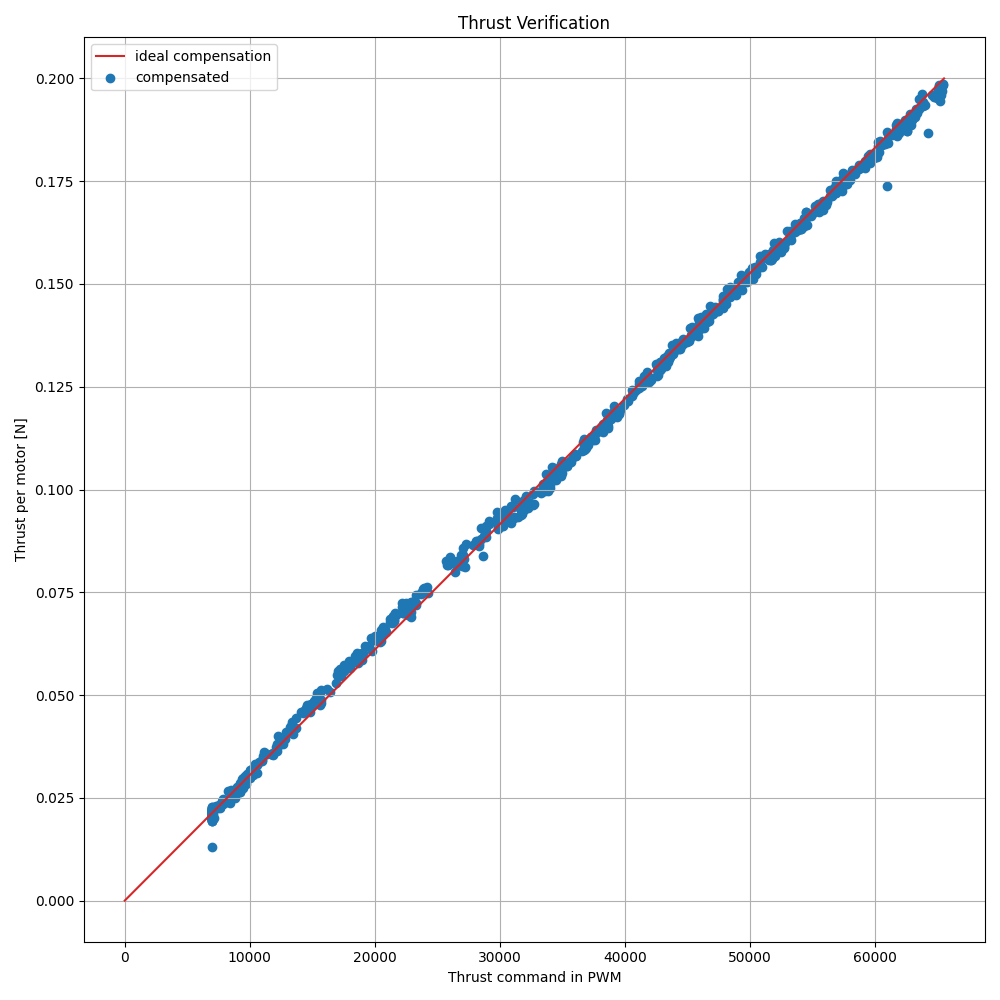 Thrust Verification
ideal compensation
compensated
0.200
0.175
0.150
0.125
0.100
0.075
0.050
0.025
0.000
Thrust per motor [N]
0 10000 20000 30000 40000 50000 60000
Thrust command in PWM